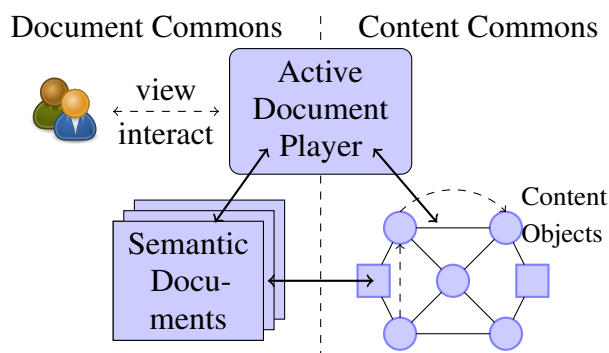 Document Commons
Content Commons
Active
Document
Player
view
interact
Content
Objects
Semantic
Docu-
ments